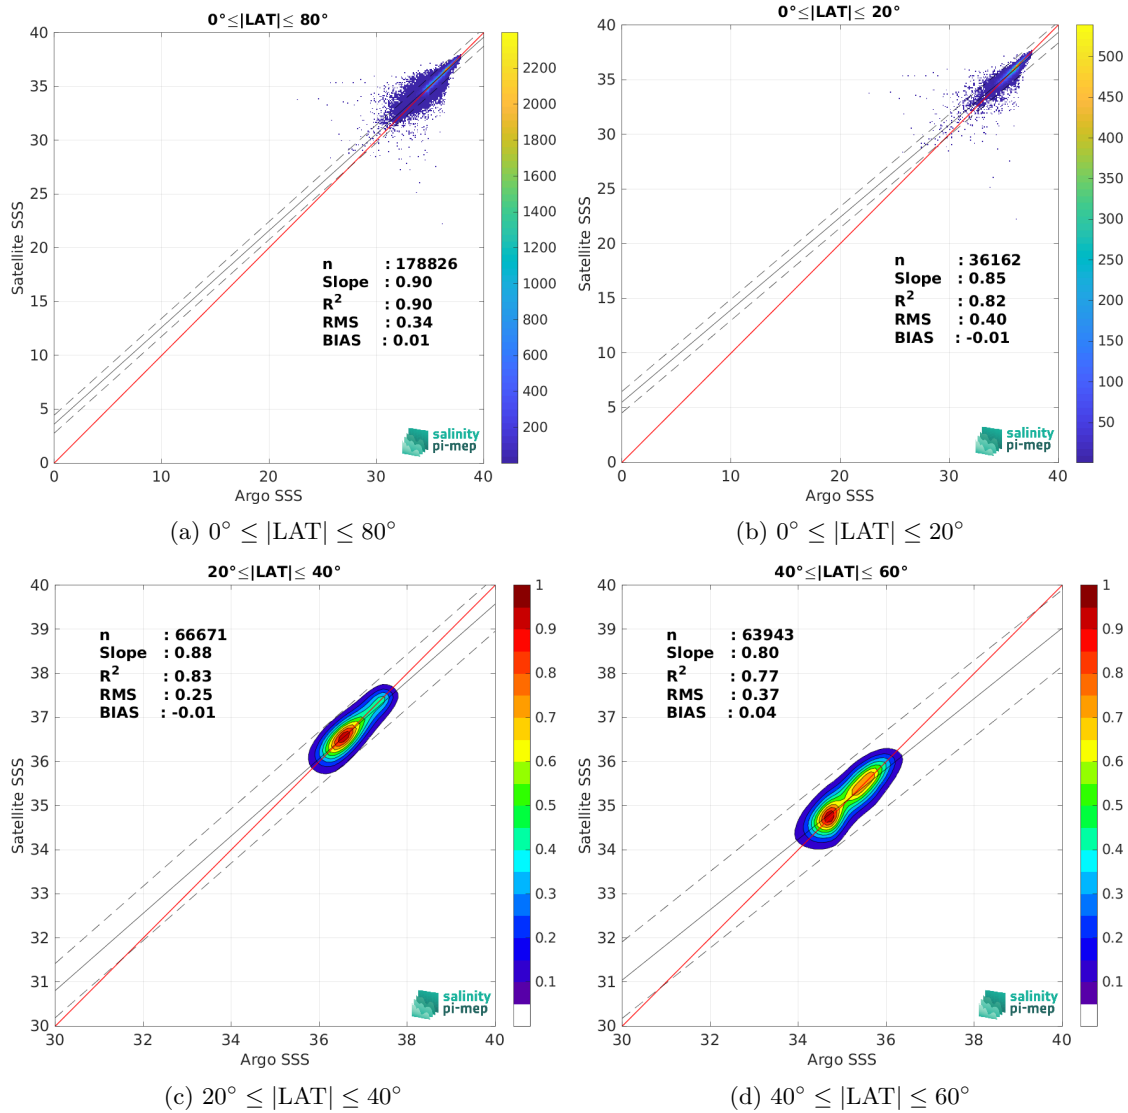 0°≤|LAT|≤ 80°
40
35
30
25
20
15
10
5
0
0
10
20
30
40
Satellite SSS
Argo SSS
n : 178826
Slope : 0.90
R² : 0.90
RMS : 0.34
BIAS : 0.01
salinity
pi-mep
2200
2000
1800
1600
1400
1200
1000
800
600
400
200
(a) 0° ≤ |LAT| ≤ 80°
0°≤|LAT|≤ 20°
40
35
30
25
20
15
10
5
0
0
10
20
30
40
Satellite SSS
Argo SSS
n : 36162
Slope : 0.85
R² : 0.82
RMS : 0.40
BIAS : -0.01
salinity
pi-mep
500
450
400
350
300
250
200
150
100
50
(b) 0° ≤ |LAT| ≤ 20°
20°≤|LAT|≤ 40°
40
39
38
37
36
35
34
33
32
31
30
30
32
34
36
38
40
Satellite SSS
Argo SSS
n : 66671
Slope : 0.88
R² : 0.83
RMS : 0.25
BIAS : -0.01
salinity
pi-mep
1
0.9
0.8
0.7
0.6
0.5
0.4
0.3
0.2
0.1
(c) 20° ≤ |LAT| ≤ 40°
40°≤|LAT|≤ 60°
40
39
38
37
36
35
34
33
32
31
30
30
32
34
36
38
40
Satellite SSS
Argo SSS
n : 63943
Slope : 0.80
R² : 0.77
RMS : 0.37
BIAS : 0.04
salinity
pi-mep
1
0.9
0.8
0.7
0.6
0.5
0.4
0.3
0.2
0.1
(d) 40° ≤ |LAT| ≤ 60°